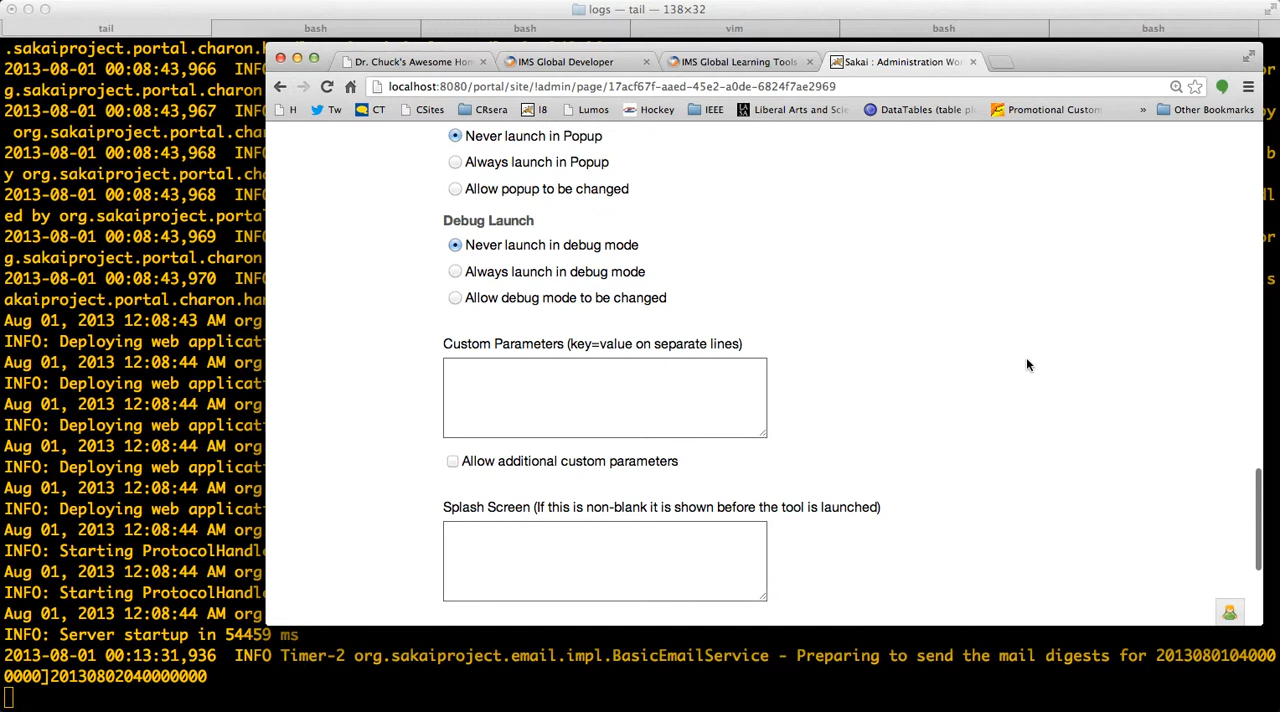 logs — tail — 138×32
tail bash bash vim bash bash
.sakaiproject.portal.charon.h
2013-08-01 00:08:43,966 INFO
g.sakaiproject.portal.charon.
2013-08-01 00:08:43,967 INFO
org.sakaiproject.portal.cha
2013-08-01 00:08:43,968 INFO
y org.sakaiproject.portal.cha
2013-08-01 00:08:43,968 INFO
ed by org.sakaiproject.porta
2013-08-01 00:08:43,969 INFO
g.sakaiproject.portal.charon
2013-08-01 00:08:43,970 INFO
akaiproject.portal.charon.ha
Aug 01, 2013 12:08:43 AM org
INFO: Deploying web applicat
Aug 01, 2013 12:08:44 AM org
INFO: Deploying web applicat
Aug 01, 2013 12:08:44 AM org
INFO: Deploying web applicat
Aug 01, 2013 12:08:44 AM org
INFO: Deploying web applicat
Aug 01, 2013 12:08:44 AM org
INFO: Deploying web applicat
Aug 01, 2013 12:08:44 AM org
INFO: Starting ProtocolHandl
Aug 01, 2013 12:08:44 AM org
INFO: Starting ProtocolHandl
Aug 01, 2013 12:08:44 AM org
INFO: Server startup in 54459 ms
2013-08-01 00:13:31,936 INFO Timer-2 org.sakaiproject.email.impl.BasicEmailService - Preparing to send the mail digests for 2013080104000
0000]20130802040000000
Dr. Chuck's Awesome Hom IMS Global Developer IMS Global Learning Tools Sakai : Administration Wor
localhost:8080/portal/site/!admin/page/17acf67f-aaed-45e2-a0de-6824f7ae2969
H Tw CT CSites CRsera I8 Lumos Hockey IEEE Liberal Arts and Scie DataTables (table pl Promotional Custom » Other Bookmarks
Never launch in Popup
Always launch in Popup
Allow popup to be changed
Debug Launch
Never launch in debug mode
Always launch in debug mode
Allow debug mode to be changed
Custom Parameters (key=value on separate lines)
Allow additional custom parameters
Splash Screen (If this is non-blank it is shown before the tool is launched)